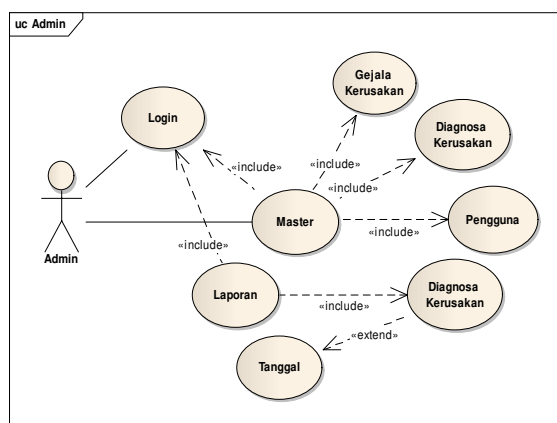 uc Admin
Gejala
Kerusakan
Login
Diagnosa
Kerusakan
«include»
«include»
«include»
Master
Pengguna
«include»
Admin
«include»
Laporan
Diagnosa
Kerusakan
«include»
«extend»
Tanggal